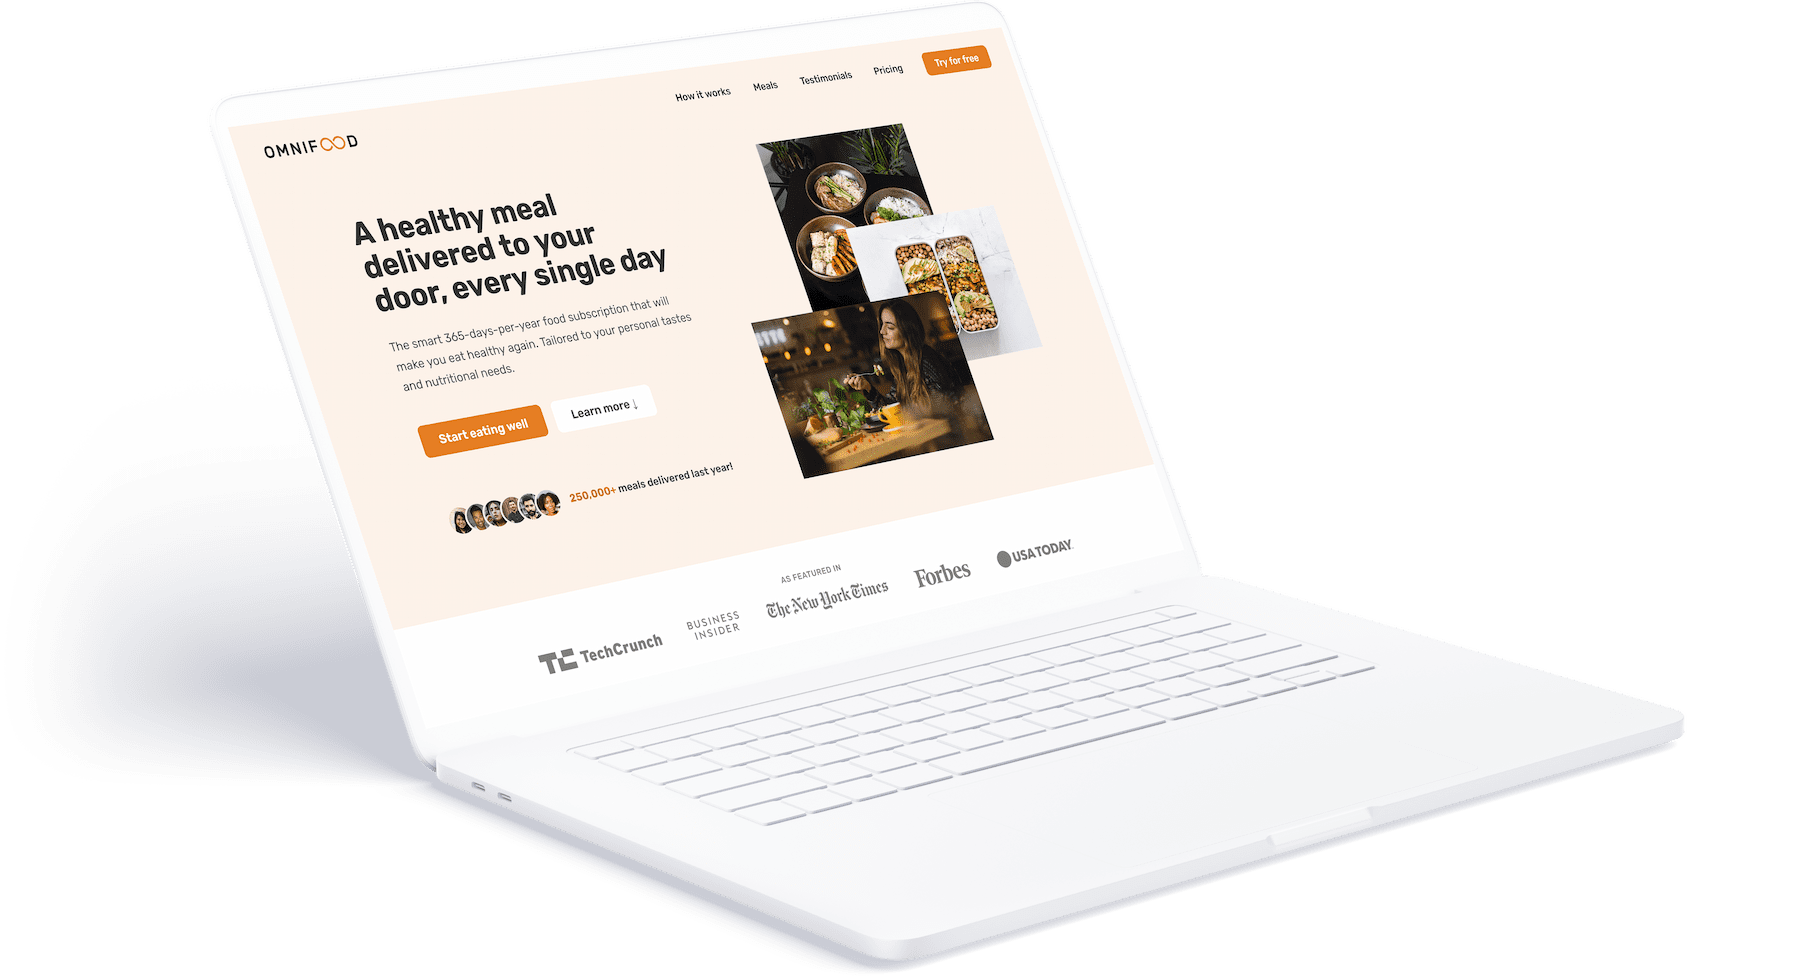 How it works
Meals
Testimonials
Pricing
Try for free
OMNIFOOD
A healthy meal
delivered to your
door, every single day
The smart 365-days-per-year food subscription that will
make you eat healthy again. Tailored to your personal tastes
and nutritional needs.
Start eating well
Learn more ↓
250,000+ meals delivered last year!
AS FEATURED IN
TechCrunch
BUSINESS
INSIDER
The New York Times
Forbes
USA TODAY